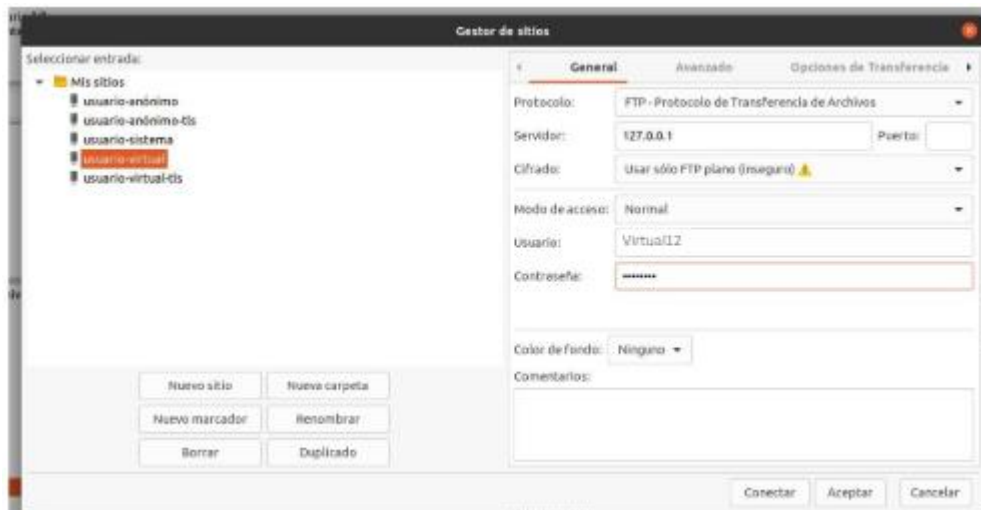 Gestor de sitios
Seleccionar entrada:
Mis sitios
usuario-anónimo
usuario-anónimo-tls
usuario-sistema
usuario-virtual
usuario-virtual-tls
Nuevo sitio Nueva carpeta
Nuevo marcador Renombrar
Borrar Duplicado
General Avanzado Opciones de Transferencia
Protocolo: FTP - Protocolo de Transferencia de Archivos
Servidor: 127.0.0.1 Puerto:
Cifrado: Usar sólo FTP plano (inseguro)
Modo de acceso: Normal
Usuario: Virtual12
Contraseña: ••••••••
Color de fondo: Ninguno
Comentarios:
Conectar Aceptar Cancelar